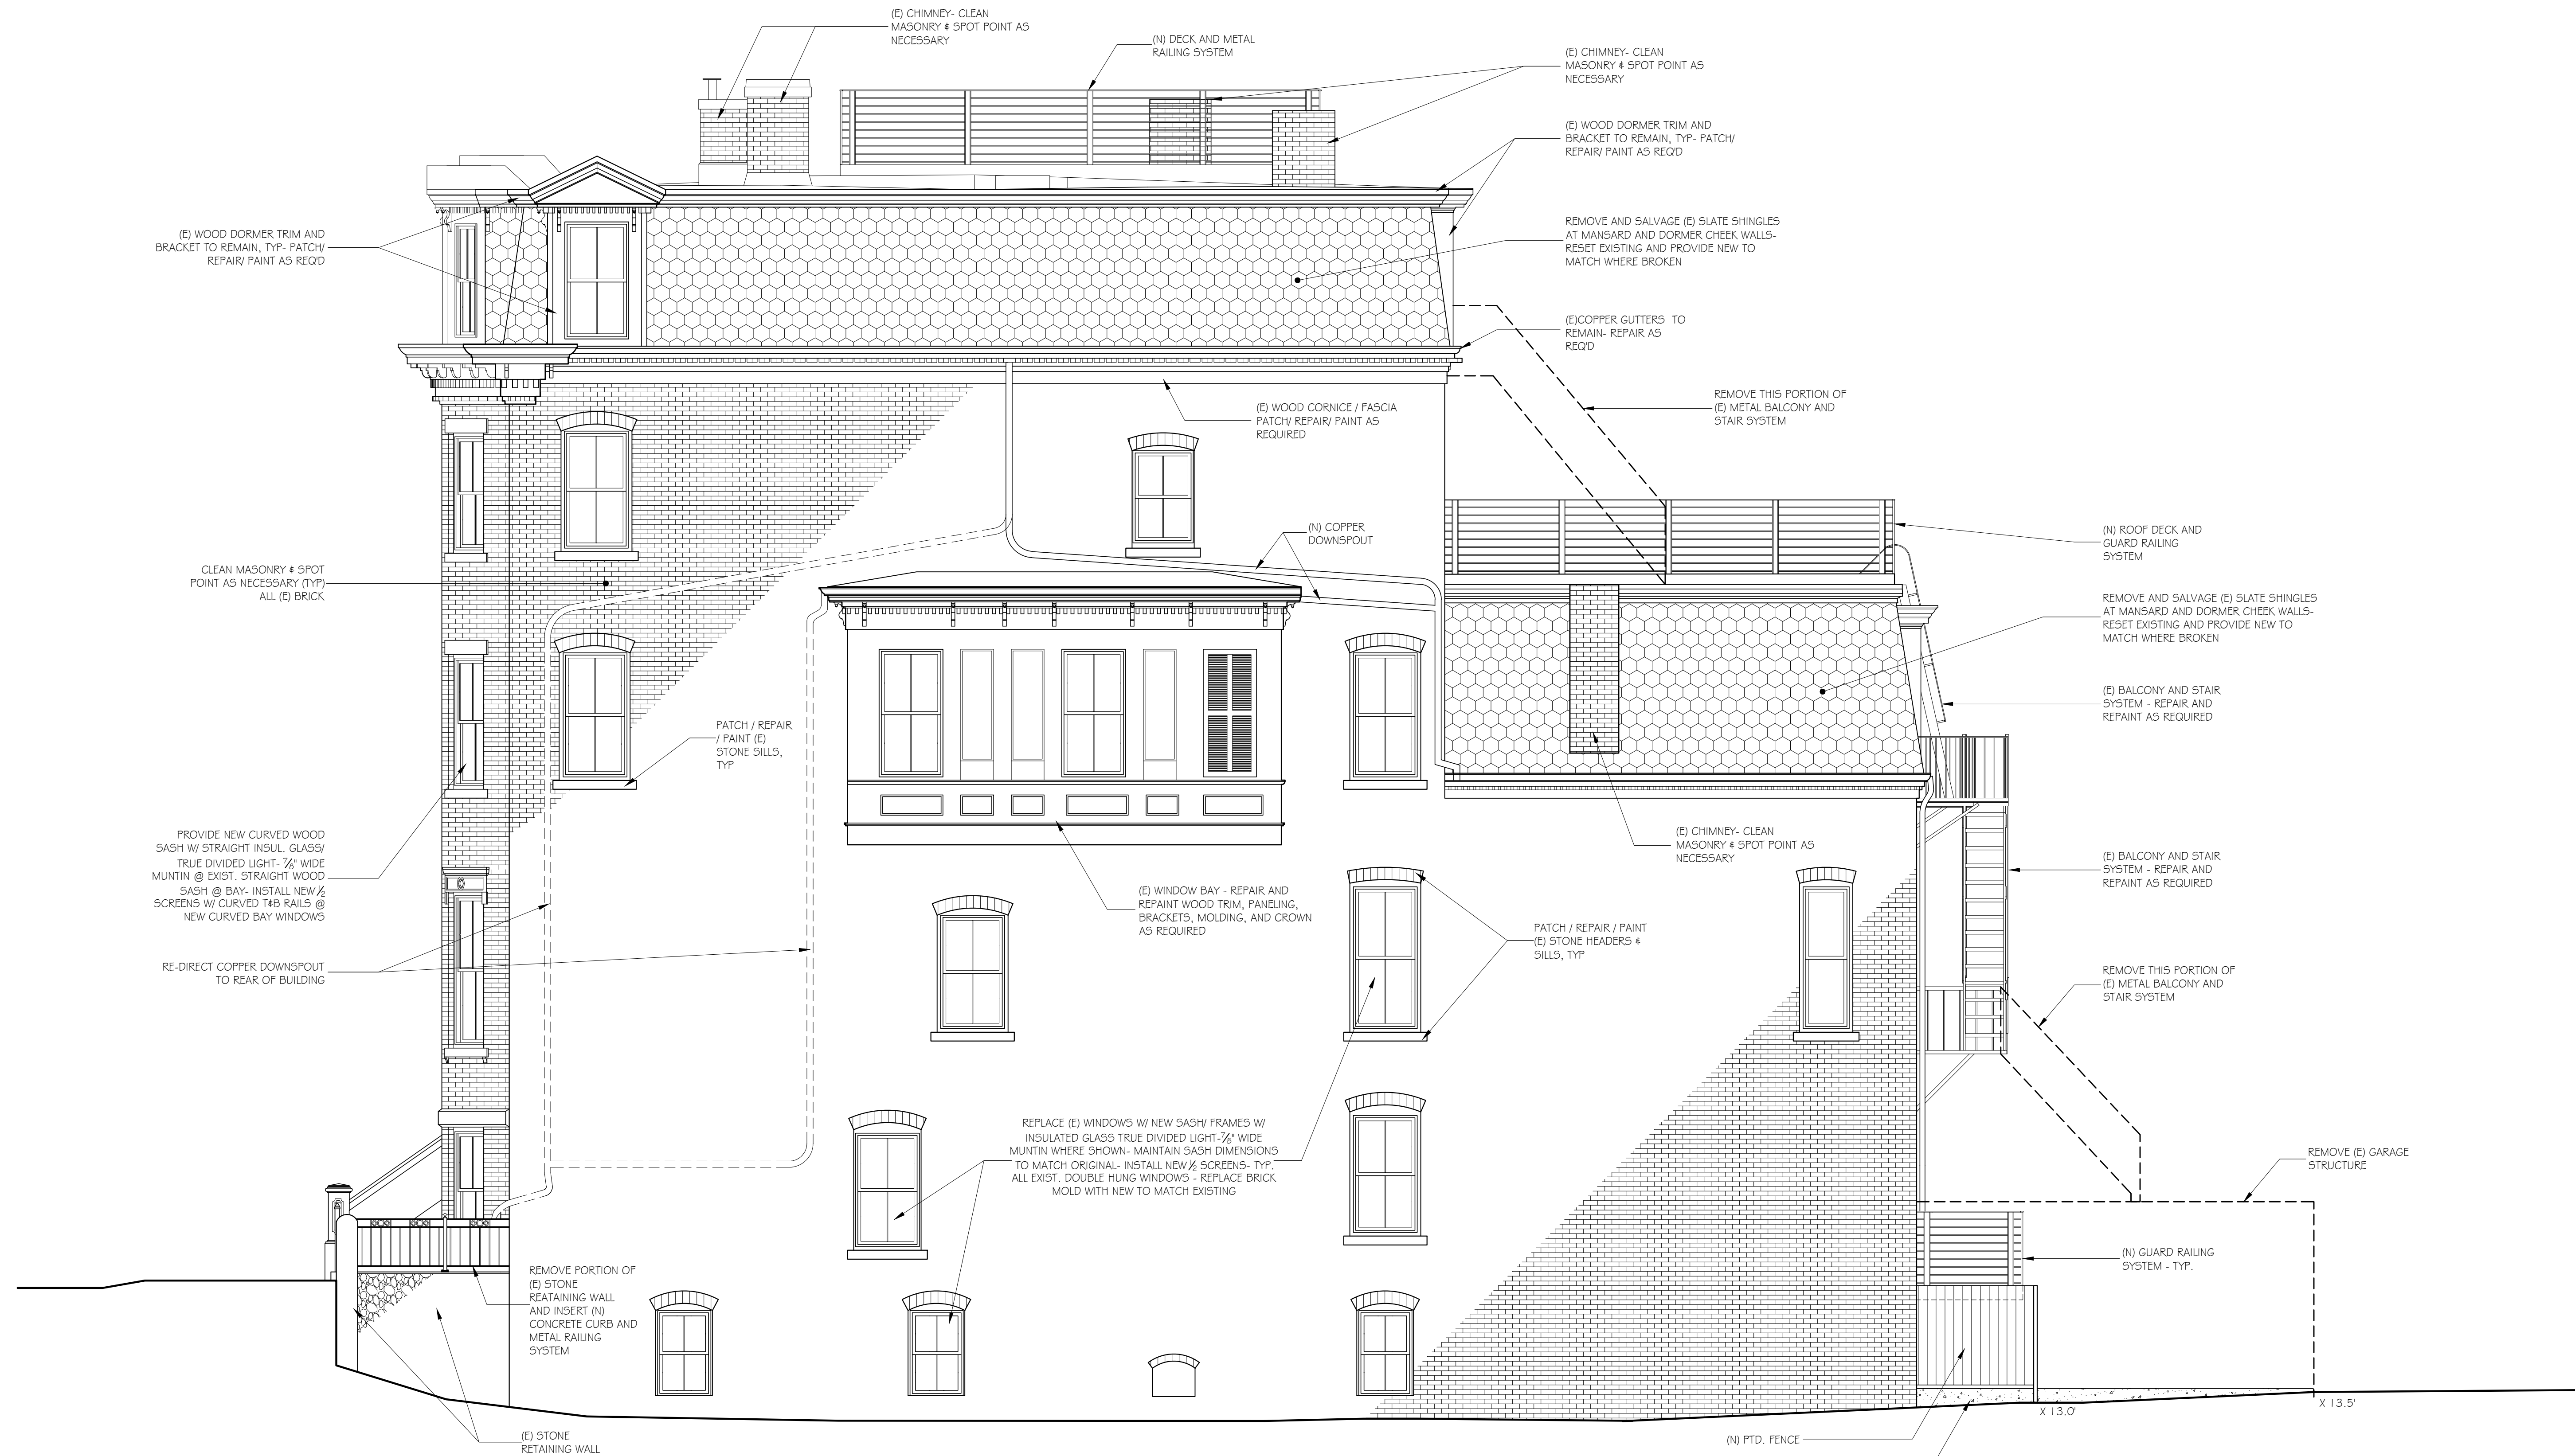 (E) CHIMNEY- CLEAN
MASONRY & SPOT POINT AS
NECESSARY
(N) DECK AND METAL
RAILING SYSTEM
(E) CHIMNEY- CLEAN
MASONRY & SPOT POINT AS
NECESSARY
(E) WOOD DORMER TRIM AND
BRACKET TO REMAIN, TYP- PATCH/
REPAIR/ PAINT AS REQ'D
(E) WOOD DORMER TRIM AND
BRACKET TO REMAIN, TYP- PATCH/
REPAIR/ PAINT AS REQ'D
REMOVE AND SALVAGE (E) SLATE SHINGLES
AT MANSARD AND DORMER CHEEK WALLS-
RESET EXISTING AND PROVIDE NEW TO
MATCH WHERE BROKEN
(E)COPPER GUTTERS TO
REMAIN- REPAIR AS
REQ'D
REMOVE THIS PORTION OF
(E) METAL BALCONY AND
STAIR SYSTEM
(E) WOOD CORNICE / FASCIA
PATCH/ REPAIR/ PAINT AS
REQUIRED
(N) COPPER
DOWNSPOUT
(N) ROOF DECK AND
GUARD RAILING
SYSTEM
CLEAN MASONRY & SPOT
POINT AS NECESSARY (TYP)
ALL (E) BRICK
REMOVE AND SALVAGE (E) SLATE SHINGLES
AT MANSARD AND DORMER CHEEK WALLS-
RESET EXISTING AND PROVIDE NEW TO
MATCH WHERE BROKEN
(E) BALCONY AND STAIR
SYSTEM - REPAIR AND
REPAINT AS REQUIRED
PATCH / REPAIR
/ PAINT (E)
STONE SILLS,
TYP
PROVIDE NEW CURVED WOOD
SASH W/ STRAIGHT INSUL. GLASS/
TRUE DIVIDED LIGHT- 7/8" WIDE
MUNTIN @ EXIST. STRAIGHT WOOD
SASH @ BAY- INSTALL NEW 1/2
SCREENS W/ CURVED T&B RAILS @
NEW CURVED BAY WINDOWS
(E) CHIMNEY- CLEAN
MASONRY & SPOT POINT AS
NECESSARY
(E) BALCONY AND STAIR
SYSTEM - REPAIR AND
REPAINT AS REQUIRED
(E) WINDOW BAY - REPAIR AND
REPAINT WOOD TRIM, PANELING,
BRACKETS, MOLDING, AND CROWN
AS REQUIRED
PATCH / REPAIR / PAINT
(E) STONE HEADERS &
SILLS, TYP
RE-DIRECT COPPER DOWNSPOUT
TO REAR OF BUILDING
REMOVE THIS PORTION OF
(E) METAL BALCONY AND
STAIR SYSTEM
REPLACE (E) WINDOWS W/ NEW SASH/ FRAMES W/
INSULATED GLASS TRUE DIVIDED LIGHT-7/8" WIDE
MUNTIN WHERE SHOWN- MAINTAIN SASH DIMENSIONS
TO MATCH ORIGINAL- INSTALL NEW 1/2 SCREENS- TYP.
ALL EXIST. DOUBLE HUNG WINDOWS - REPLACE BRICK
MOLD WITH NEW TO MATCH EXISTING
REMOVE (E) GARAGE
STRUCTURE
(N) GUARD RAILING
SYSTEM - TYP.
REMOVE PORTION OF
(E) STONE
REATAINING WALL
AND INSERT (N)
CONCRETE CURB AND
METAL RAILING
SYSTEM
X 13.0'
X 13.5'
(E) STONE
RETAINING WALL
(N) PTD. FENCE